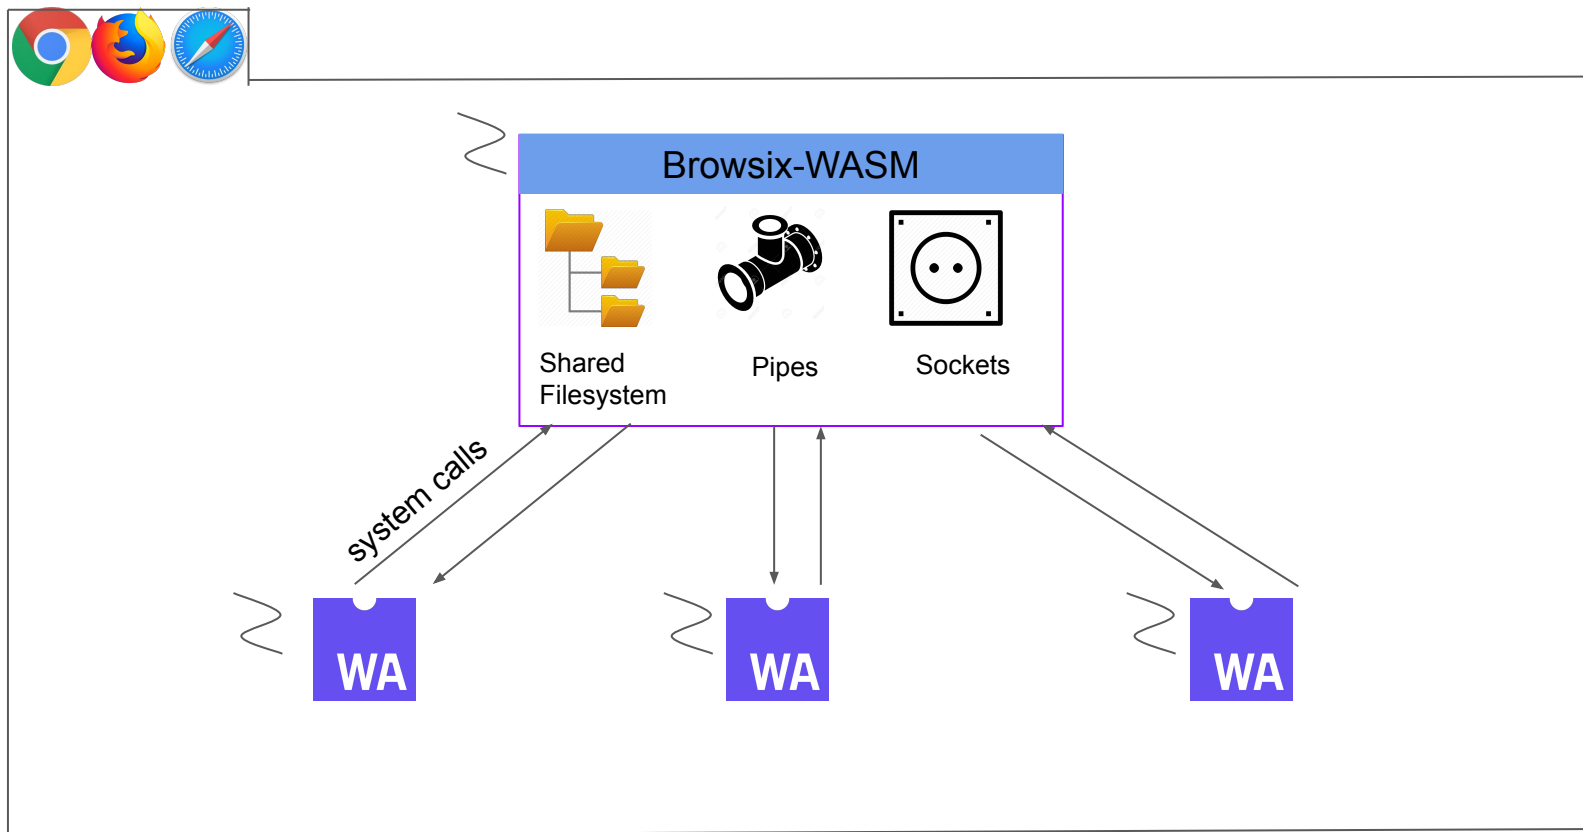 Browsix-WASM
Shared
Filesystem
Pipes
Sockets
system calls
WA
WA
WA